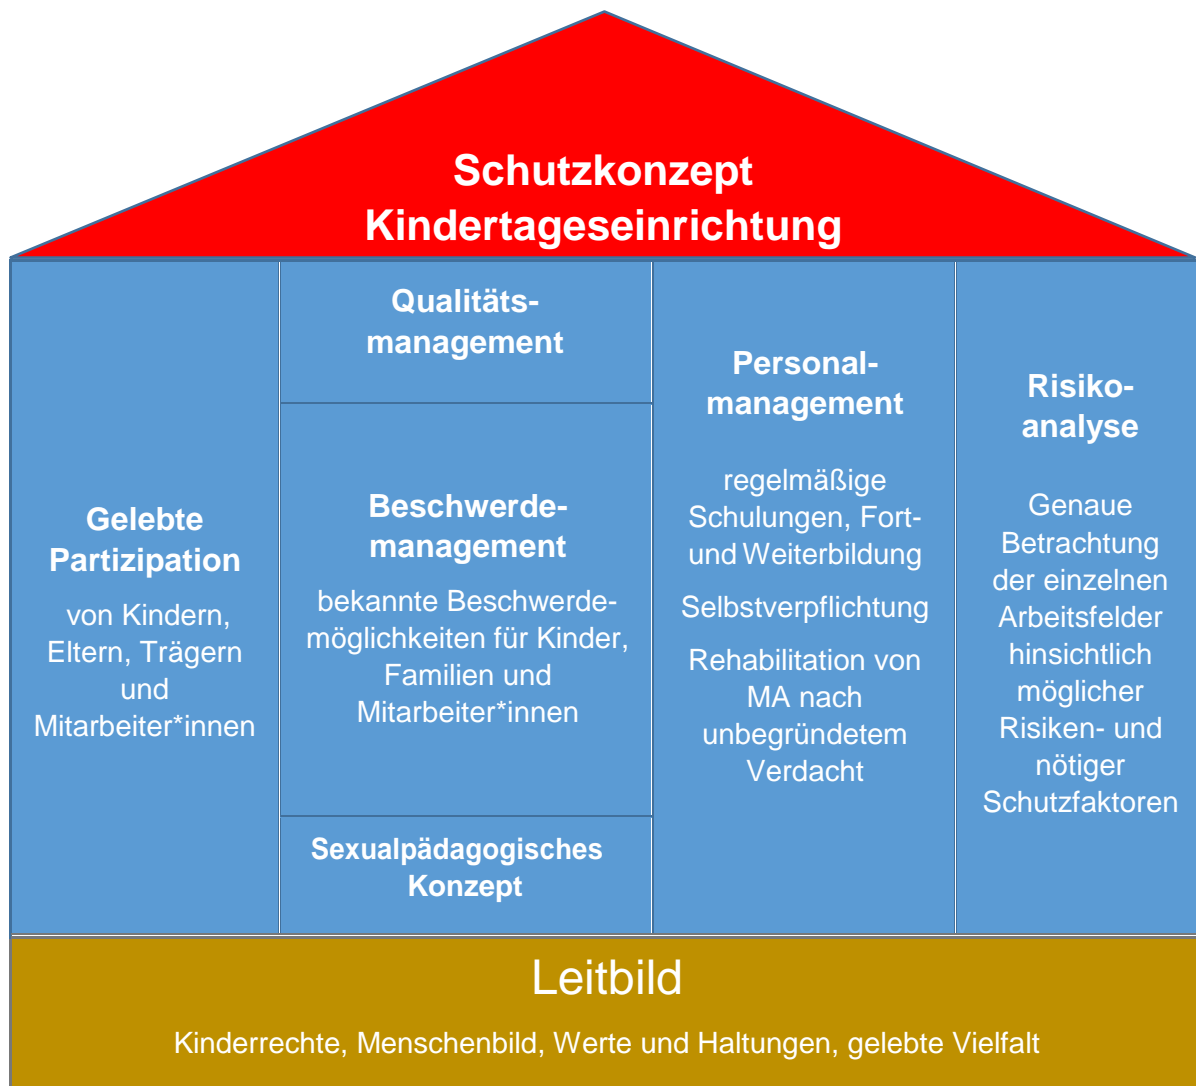 Schutzkonzept
Kindertageseinrichtung
Gelebte
Partizipation
von Kindern,
Eltern, Trägern
und
Mitarbeiter*innen
Qualitäts-
management
Beschwerde-
management
bekannte Beschwerde-
möglichkeiten für Kinder,
Familien und
Mitarbeiter*innen
Sexualpädagogisches
Konzept
Personal-
management
regelmäßige
Schulungen, Fort-
und Weiterbildung
Selbstverpflichtung
Rehabilitation von
MA nach
unbegründetem
Verdacht
Risiko-
analyse
Genaue
Betrachtung
der einzelnen
Arbeitsfelder
hinsichtlich
möglicher
Risiken- und
nötiger
Schutzfaktoren
Leitbild
Kinderrechte, Menschenbild, Werte und Haltungen, gelebte Vielfalt